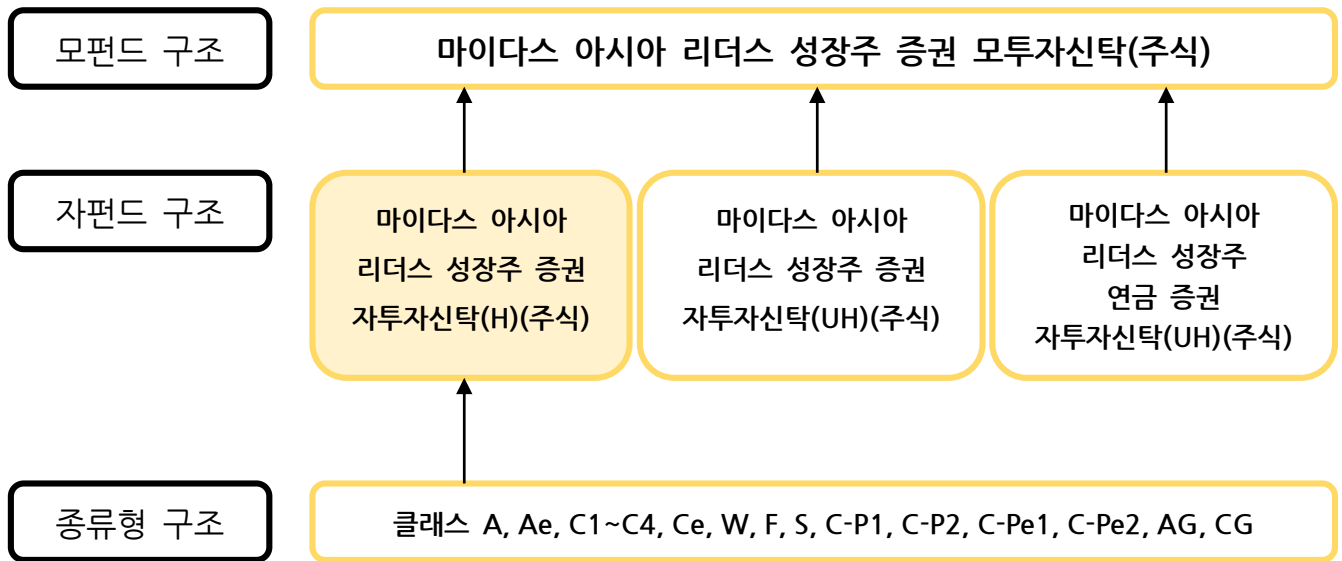 모펀드 구조
마이다스 아시아 리더스 성장주 증권 모투자신탁(주식)
자펀드 구조
마이다스 아시아
리더스 성장주 증권
자투자신탁(H)(주식)
마이다스 아시아
리더스 성장주 증권
자투자신탁(UH)(주식)
마이다스 아시아
리더스 성장주
연금 증권
자투자신탁(UH)(주식)
종류형 구조
클래스 A, Ae, C1~C4, Ce, W, F, S, C-P1, C-P2, C-Pe1, C-Pe2, AG, CG